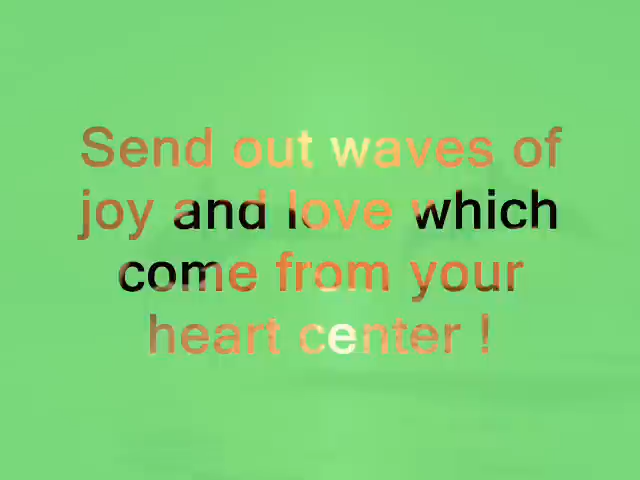 Send out waves of
joy and love which
come from your
heart center !